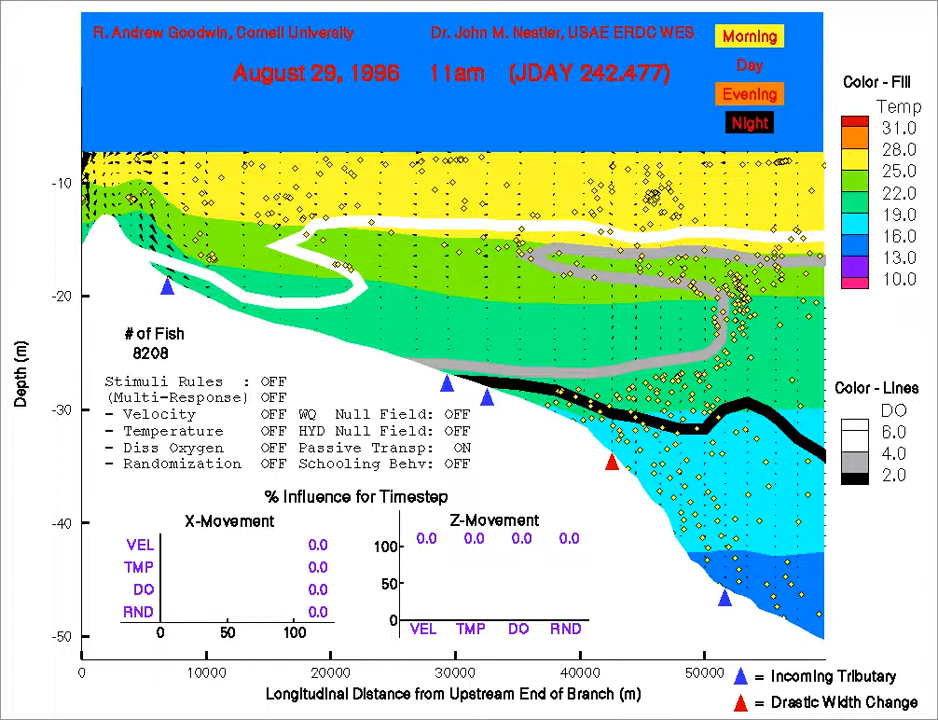 R. Andrew Goodwin, Cornell University Dr. John M. Nestler, USAE ERDC WES
August 29, 1996 11am (JDAY 242.477)
Morning
Day
Evening
Night
Color - Fill
Temp
31.0
28.0
25.0
22.0
19.0
16.0
13.0
10.0
-10
-20
-30
-40
-50
Depth (m)
# of Fish
8208
Stimuli Rules : OFF
(Multi-Response) OFF
- Velocity OFF WQ Null Field: OFF
- Temperature OFF HYD Null Field: OFF
- Diss Oxygen OFF Passive Transp: ON
- Randomization OFF Schooling Behv: OFF
Color - Lines
DO
6.0
4.0
2.0
% Influence for Timestep
X-Movement
VEL 0.0
TMP 0.0
DO 0.0
RND 0.0
0 50 100
Z-Movement
0.0 0.0 0.0 0.0
100
50
0
VEL TMP DO RND
0 10000 20000 30000 40000 50000
Longitudinal Distance from Upstream End of Branch (m)
= Incoming Tributary
= Drastic Width Change